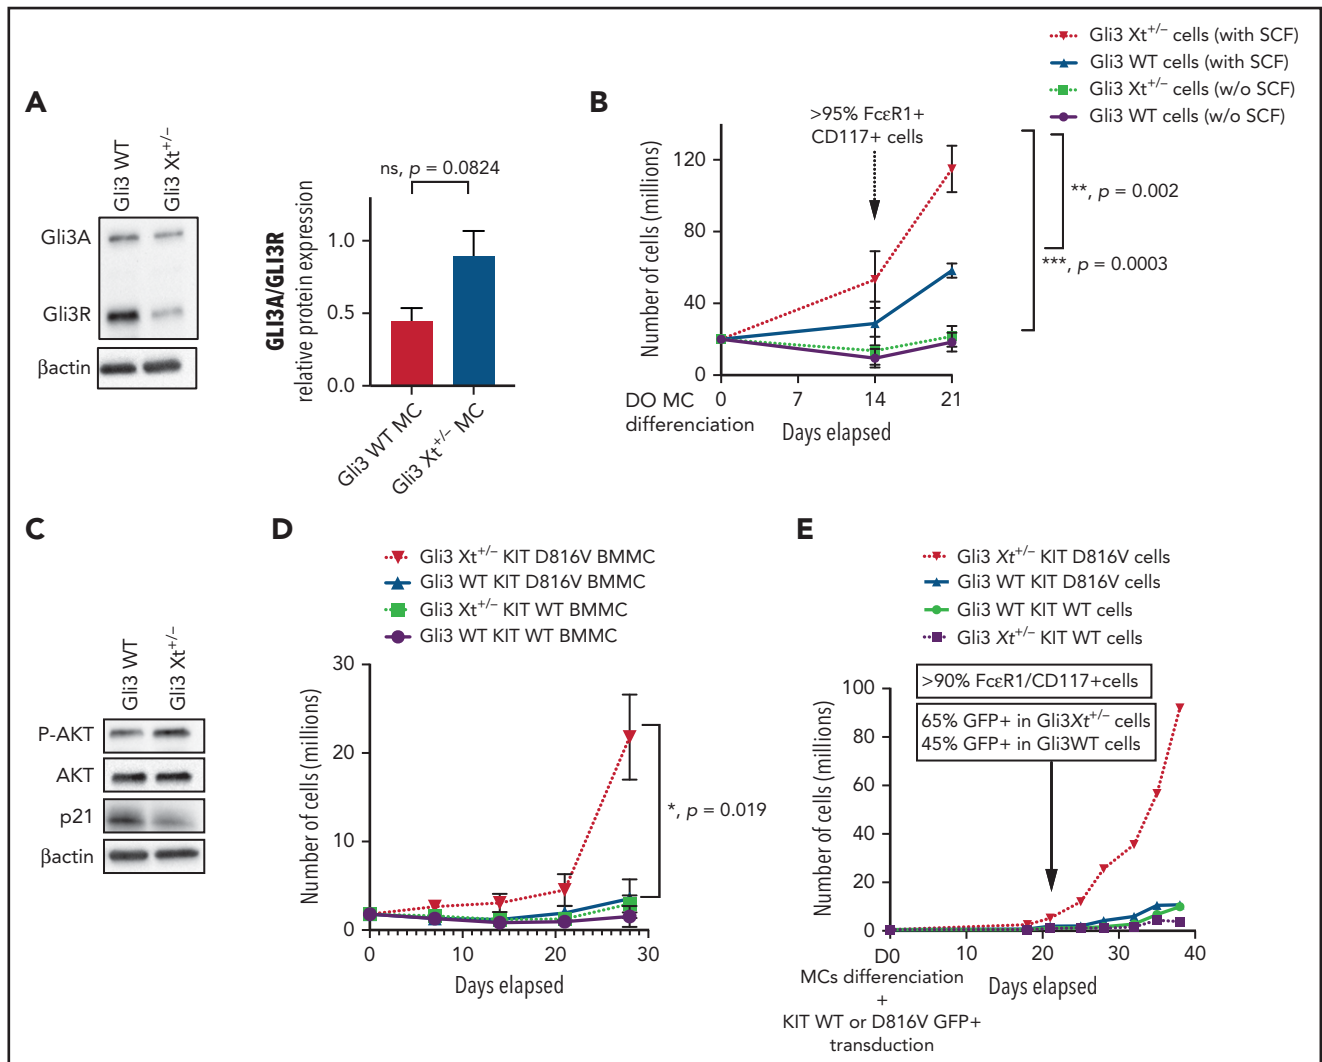 Gli3 Xt+/– cells (with SCF)
Gli3 WT cells (with SCF)
Gli3 Xt+/– cells (w/o SCF)
Gli3 WT cells (w/o SCF)
A
Gli3 WT
Gli3 Xt+/–
Gli3A
Gli3R
βactin
GLI3A/GLI3R
relative protein expression
ns, p = 0.0824
1.0
0.5
0.0
Gli3 WT MC
Gli3 Xt+/– MC
B
>95% FcεR1+
CD117+ cells
Number of cells (millions)
120
80
40
0
0
7
14
21
DO MC
differenciation
Days elapsed
**, p = 0.002
***, p = 0.0003
C
Gli3 WT
Gli3 Xt+/–
P-AKT
AKT
p21
βactin
D
Gli3 Xt+/– KIT D816V BMMC
Gli3 WT KIT D816V BMMC
Gli3 Xt+/– KIT WT BMMC
Gli3 WT KIT WT BMMC
Number of cells (millions)
30
20
10
0
0
10
20
30
Days elapsed
*, p = 0.019
E
Gli3 Xt+/– KIT D816V cells
Gli3 WT KIT D816V cells
Gli3 WT KIT WT cells
Gli3 Xt+/– KIT WT cells
>90% FcεR1/CD117+cells
65% GFP+ in Gli3Xt+/– cells
45% GFP+ in Gli3WT cells
Number of cells (millions)
100
80
60
40
20
0
D0
10
20
30
40
Days elapsed
MCs differenciation
+
KIT WT or D816V GFP+
transduction